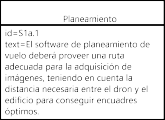 Planeamiento
id=S1a.1
text=El software de planeamiento de
vuelo deberá proveer una ruta
adecuada para la adquisición de
imágenes, teniendo en cuenta la
distancia necesaria entre el dron y el
edificio para conseguir encuadres
óptimos.